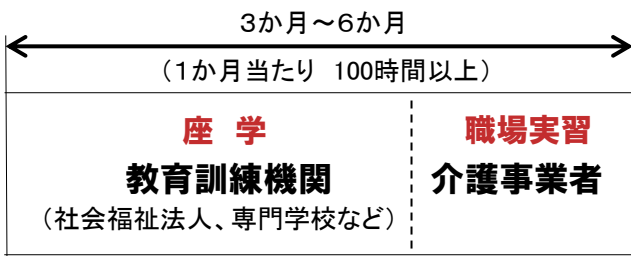 3か月～6か月
（1か月当たり 100時間以上）
座 学
教育訓練機関
（社会福祉法人、専門学校など）
職場実習
介護事業者